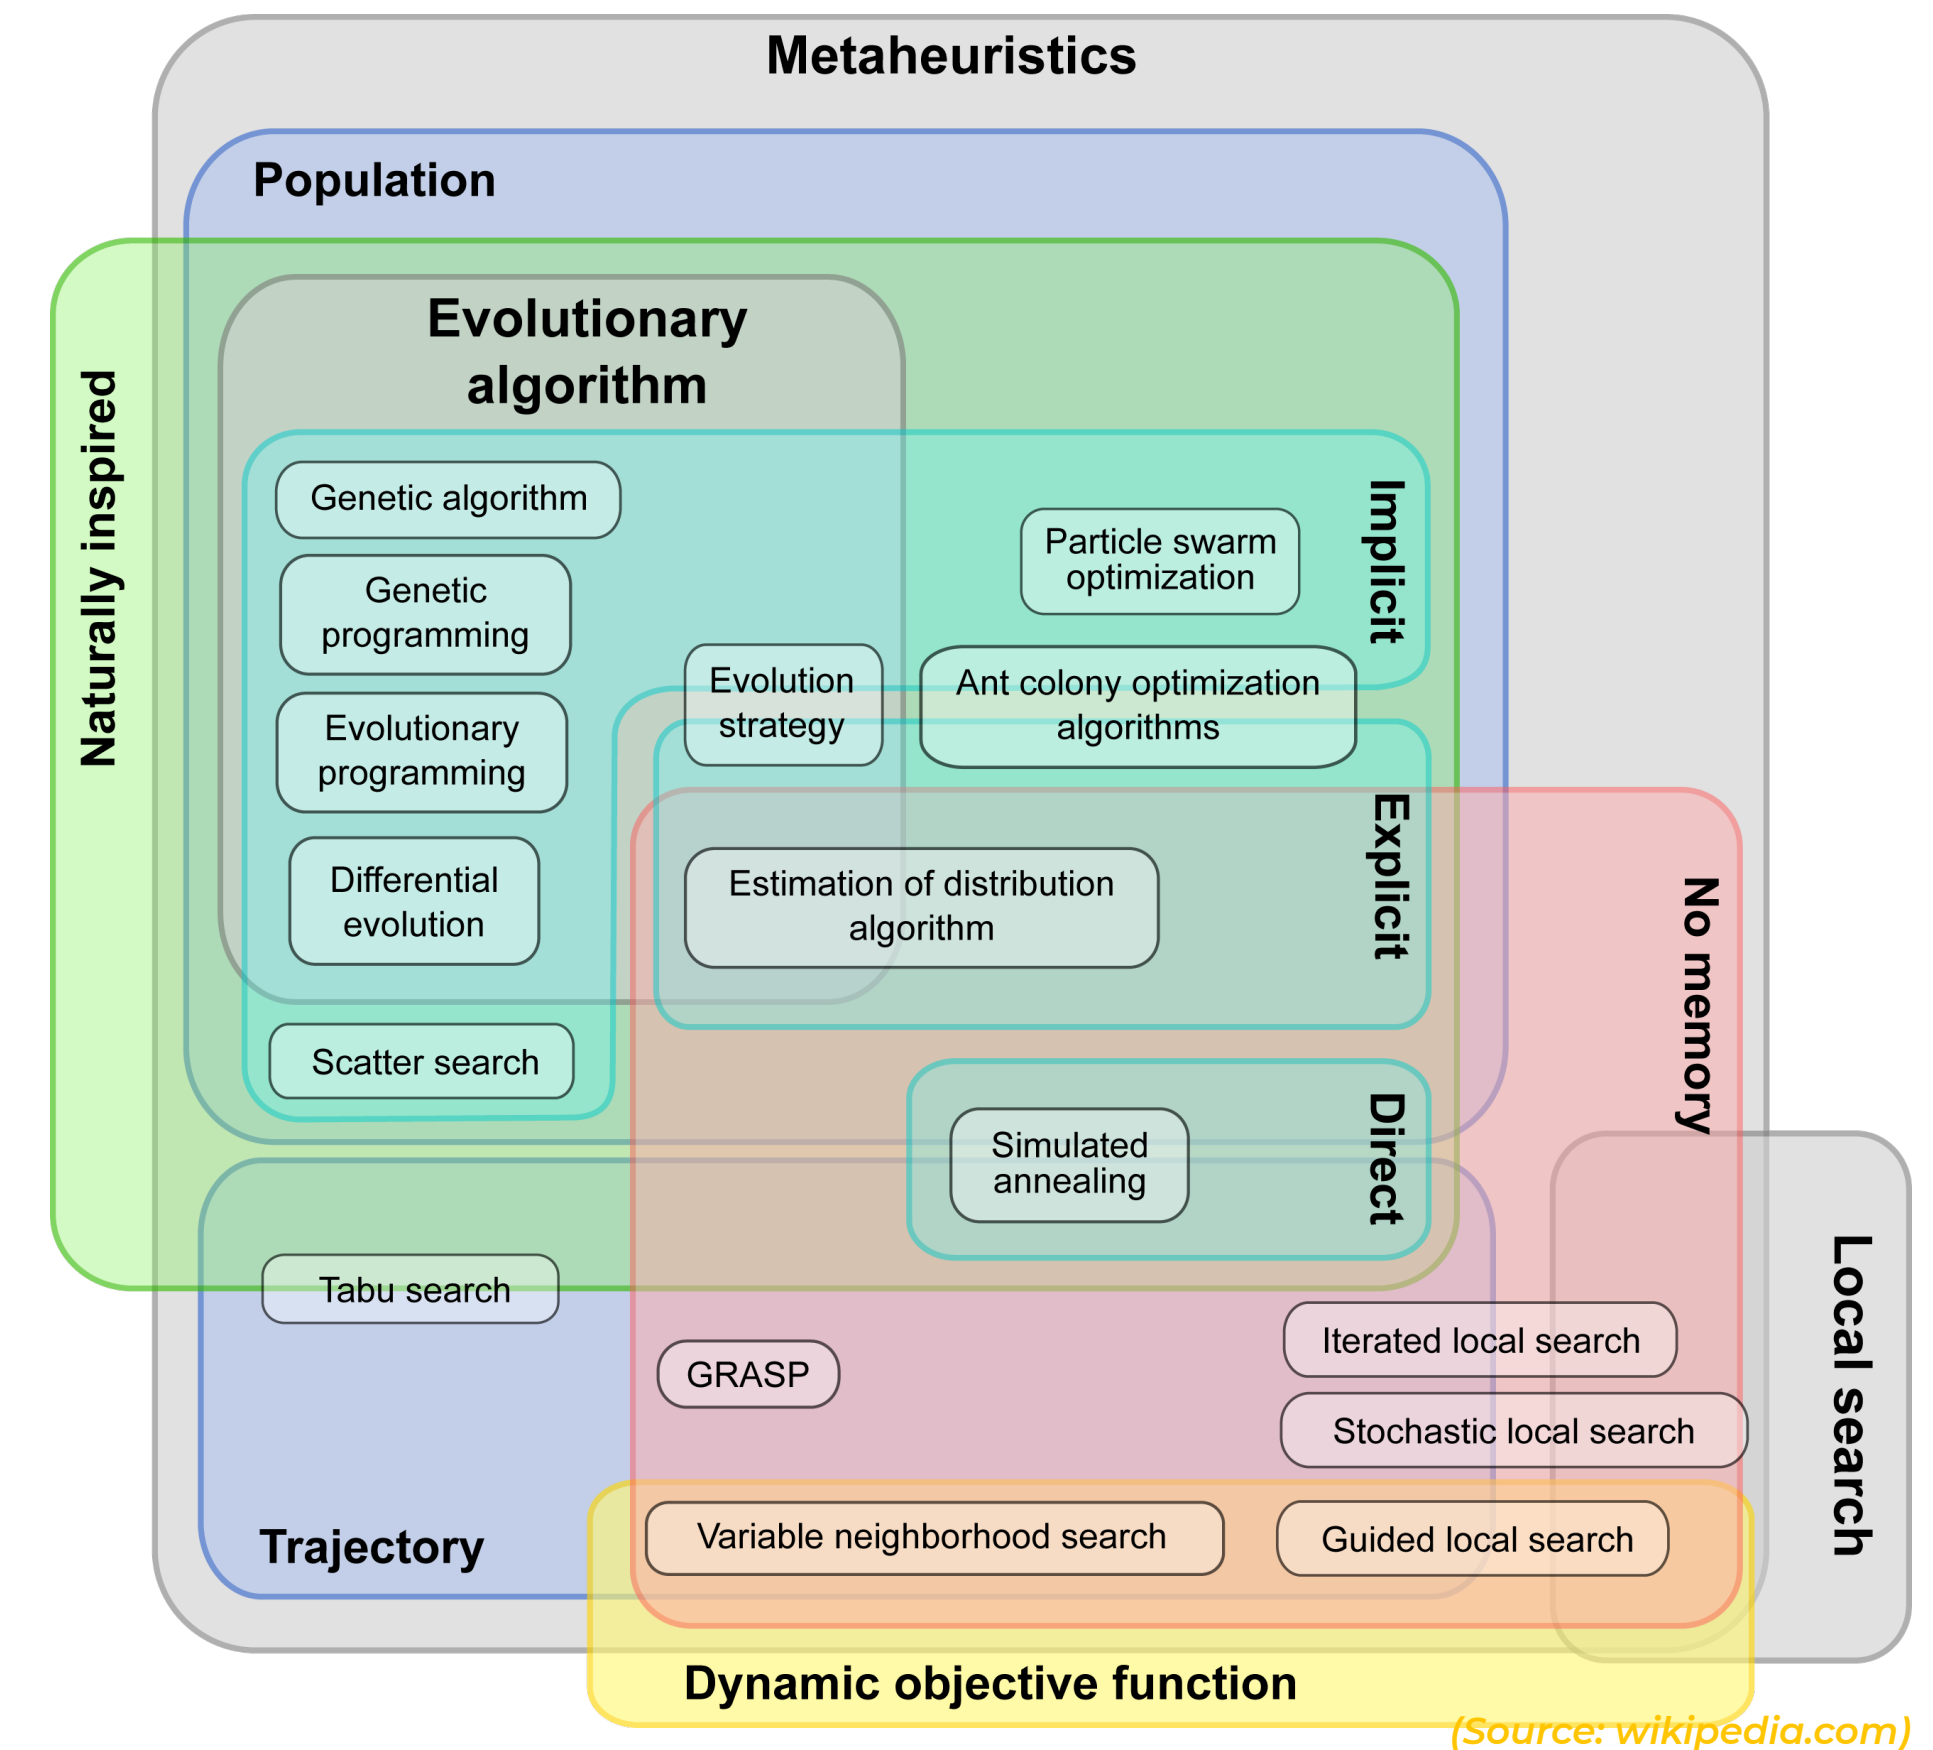 Metaheuristics
Population
Naturally inspired
Evolutionary
algorithm
Implicit
Genetic algorithm
Particle swarm
optimization
Genetic
programming
Evolution
strategy
Ant colony optimization
algorithms
Evolutionary
programming
Explicit
Differential
evolution
Estimation of distribution
algorithm
No memory
Scatter search
Direct
Simulated
annealing
Local search
Tabu search
Iterated local search
GRASP
Stochastic local search
Trajectory
Variable neighborhood search
Guided local search
Dynamic objective function
(Source: wikipedia.com)